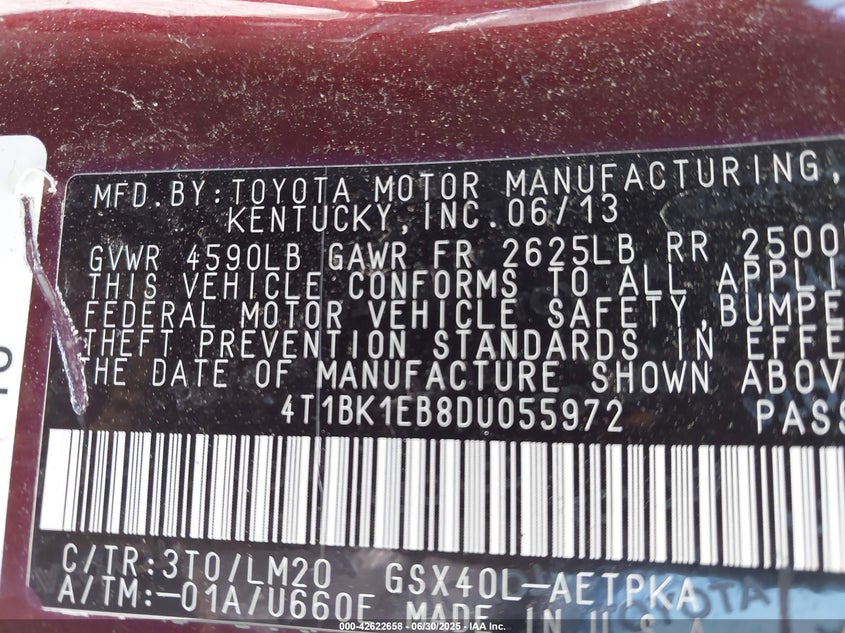 MFD.BY: TOYOTA MOTOR MANUFACTURING,
KENTUCKY, INC. 06/13
GVWR 4590LB GAWR FR 2625LB RR 2500
THIS VEHICLE CONFORMS TO ALL APPLI
FEDERAL MOTOR VEHICLE SAFETY, BUMPE
THEFT PREVENTION STANDARDS IN EFFE
THE DATE OF MANUFACTURE SHOWN ABOV
4T1BK1EB8DU055972 PASS
C/TR:3T0/LM20 GSX40L-AETPKA
A/TM:-01A/U660F MADE IN U.S.A
TOYOTA
000-42622658 - 06/30/2025 - IAA Inc.